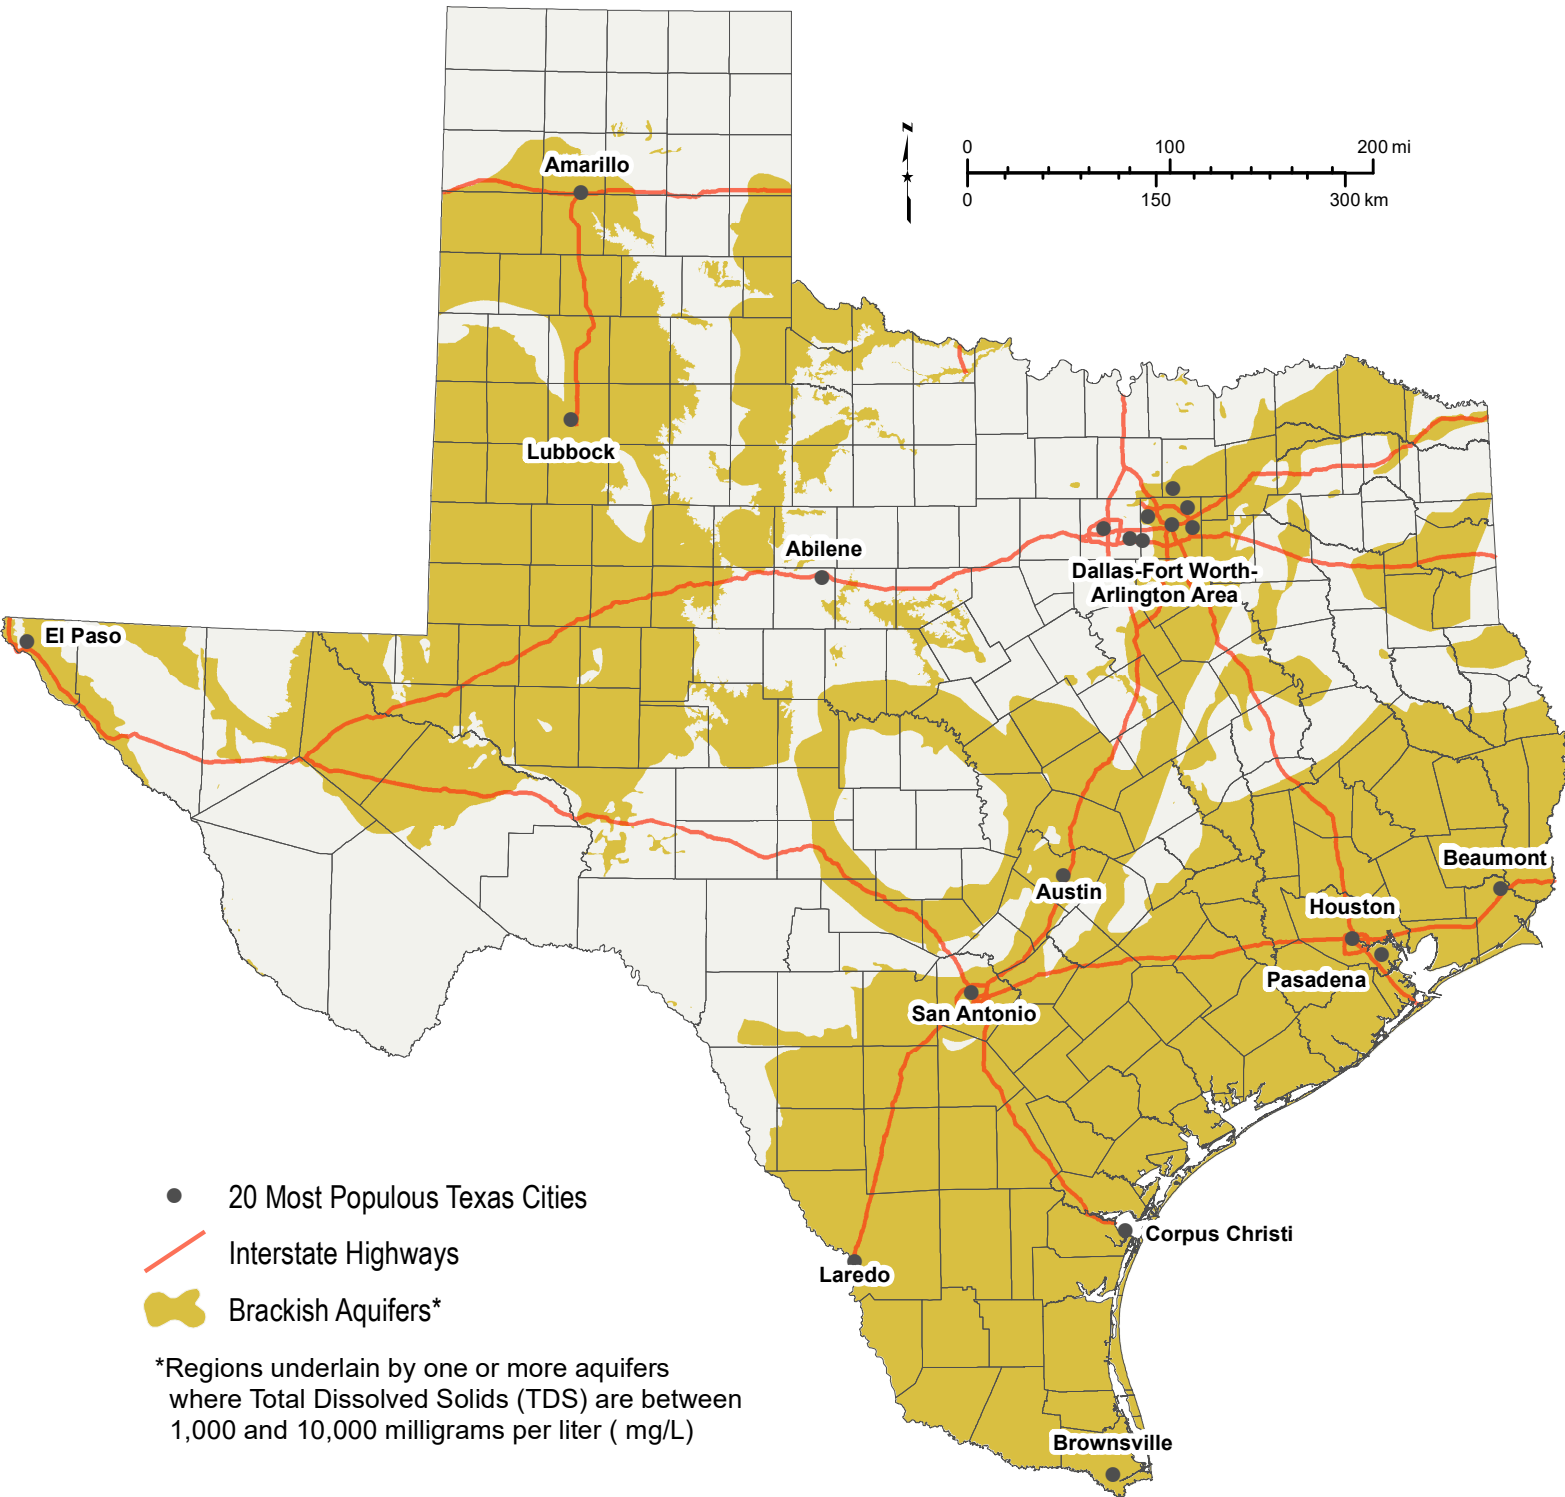 N
0 100 200 mi
0 150 300 km
Amarillo
Lubbock
Abilene
Dallas-Fort Worth-
Arlington Area
El Paso
Austin
Beaumont
Houston
Pasadena
San Antonio
Corpus Christi
Laredo
Brownsville
20 Most Populous Texas Cities
Interstate Highways
Brackish Aquifers*
*Regions underlain by one or more aquifers
where Total Dissolved Solids (TDS) are between
1,000 and 10,000 milligrams per liter ( mg/L)